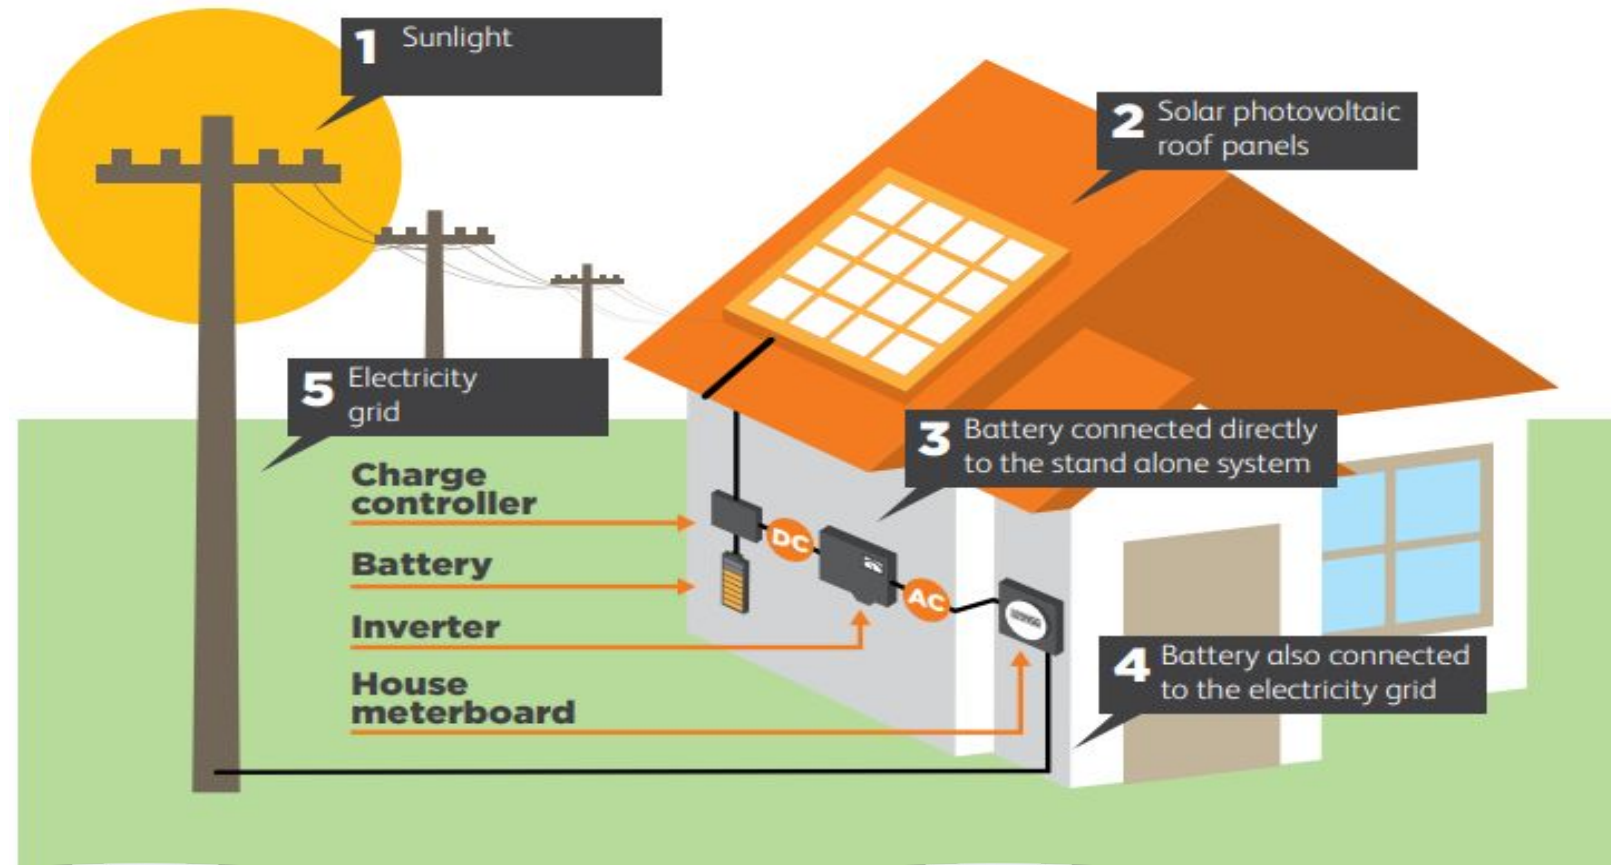 1 Sunlight
2 Solar photovoltaic
roof panels
5 Electricity
grid
3 Battery connected directly
to the stand alone system
Charge
controller
Battery
DC
Inverter
AC
House
meterboard
4 Battery also connected
to the electricity grid